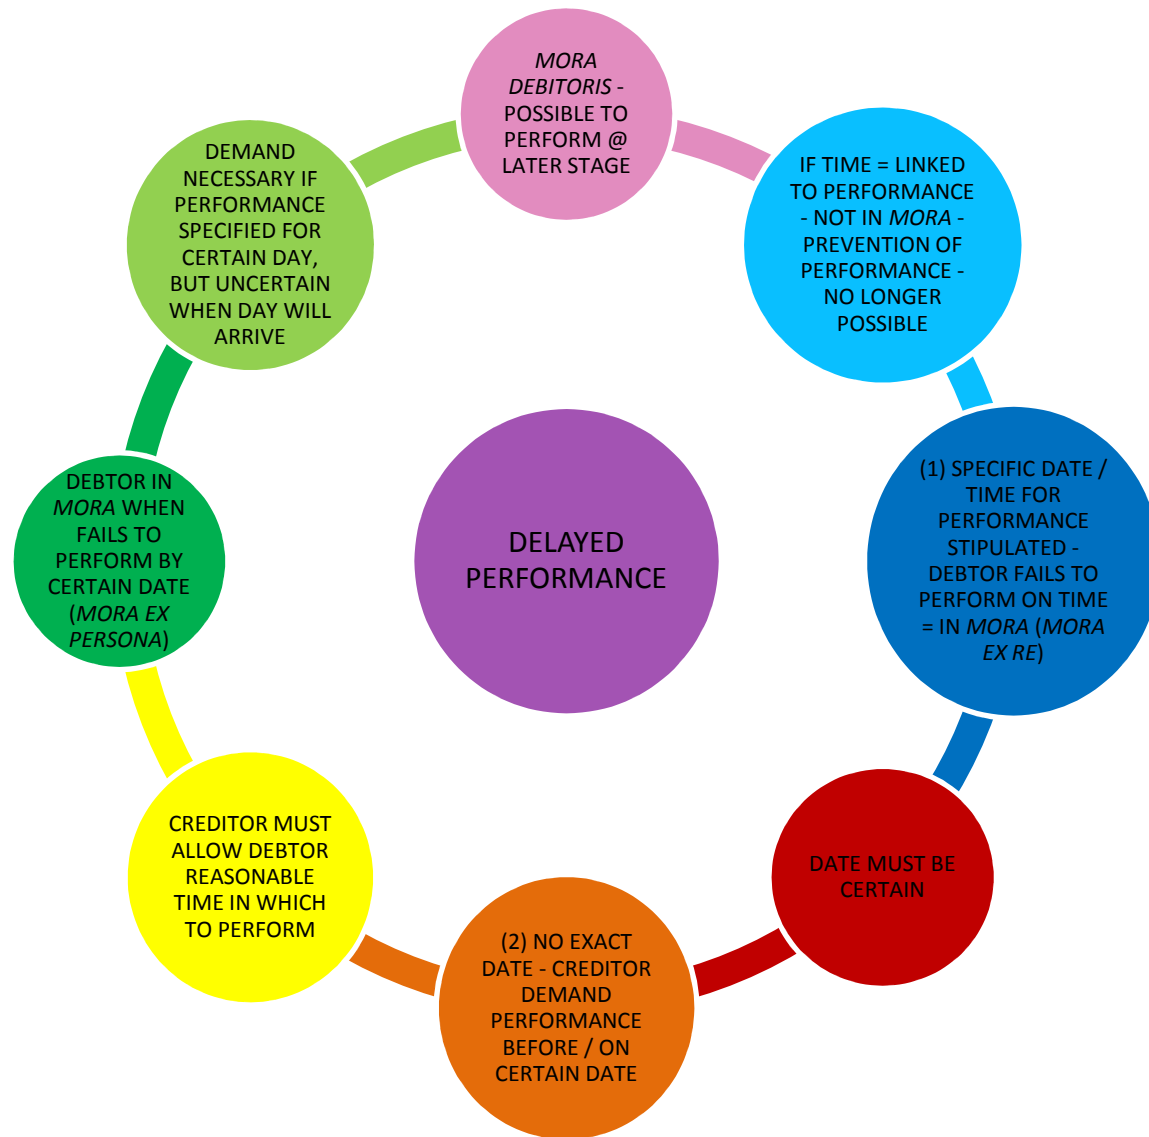 MORA
DEBITORIS -
POSSIBLE TO
PERFORM @
LATER STAGE
IF TIME = LINKED
TO PERFORMANCE
- NOT IN MORA -
PREVENTION OF
PERFORMANCE -
NO LONGER
POSSIBLE
(1) SPECIFIC DATE /
TIME FOR
PERFORMANCE
STIPULATED -
DEBTOR FAILS TO
PERFORM ON TIME
= IN MORA (MORA
EX RE)
DATE MUST BE
CERTAIN
(2) NO EXACT
DATE - CREDITOR
DEMAND
PERFORMANCE
BEFORE / ON
CERTAIN DATE
CREDITOR MUST
ALLOW DEBTOR
REASONABLE
TIME IN WHICH
TO PERFORM
DEBTOR IN
MORA WHEN
FAILS TO
PERFORM BY
CERTAIN DATE
(MORA EX
PERSONA)
DEMAND
NECESSARY IF
PERFORMANCE
SPECIFIED FOR
CERTAIN DAY,
BUT UNCERTAIN
WHEN DAY WILL
ARRIVE
DELAYED
PERFORMANCE